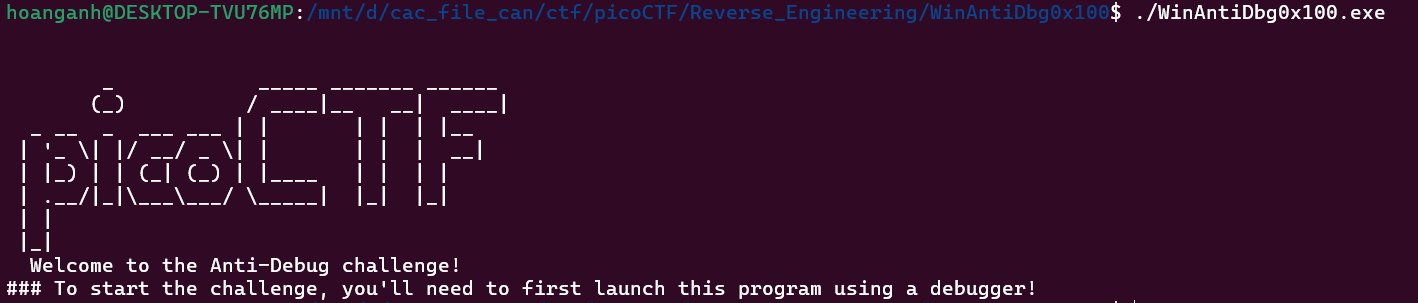 hoanganh@DESKTOP-TVU76MP:/mnt/d/cac_file_can/ctf/picoCTF/Reverse_Engineering/WinAntiDbg0x100$ ./WinAntiDbg0x100.exe
        _            _____ _______ ______
       (_)          / ____|__   __|  ____|
  _ __  _  ___ ___ | |       | |  | |__
 | '_ \| |/ __/ _ \| |       | |  |  __|
 | |_) | | (_| (_) | |____   | |  | |
 | .__/|_|\___\___/ \_____|  |_|  |_|
 | |
 |_|
  Welcome to the Anti-Debug challenge!
### To start the challenge, you'll need to first launch this program using a debugger!